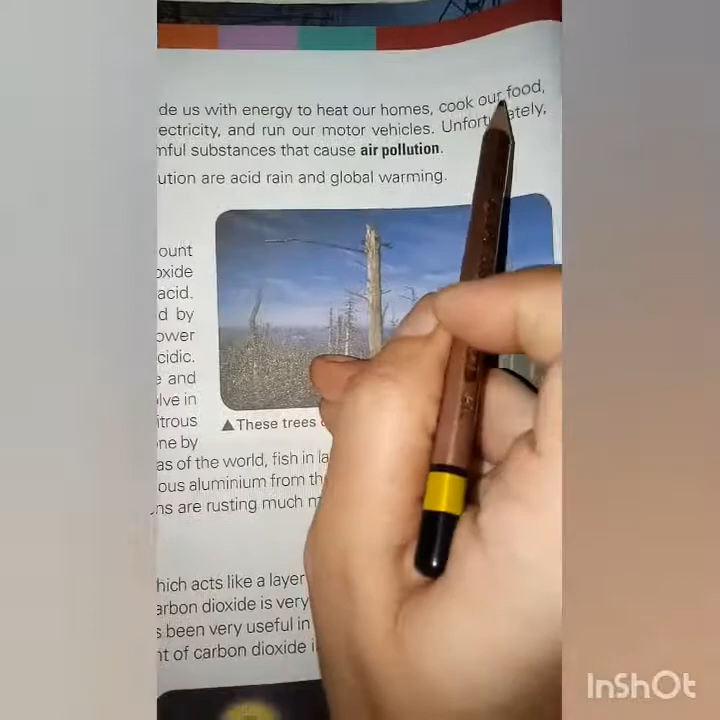 de us with energy to heat our homes, cook our food,
ectricity, and run our motor vehicles.
mful substances that cause air pollution.
ution are acid rain and global warming.
ount
oxide
acid.
d by
ower
cidic.
e and
lve in
itrous
one by
▲These trees
as of the world, fish in la
ous aluminium from th
ns are rusting much m
hich acts like a layer
arbon dioxide is very
s been very useful in
nt of carbon dioxide i
InShOt